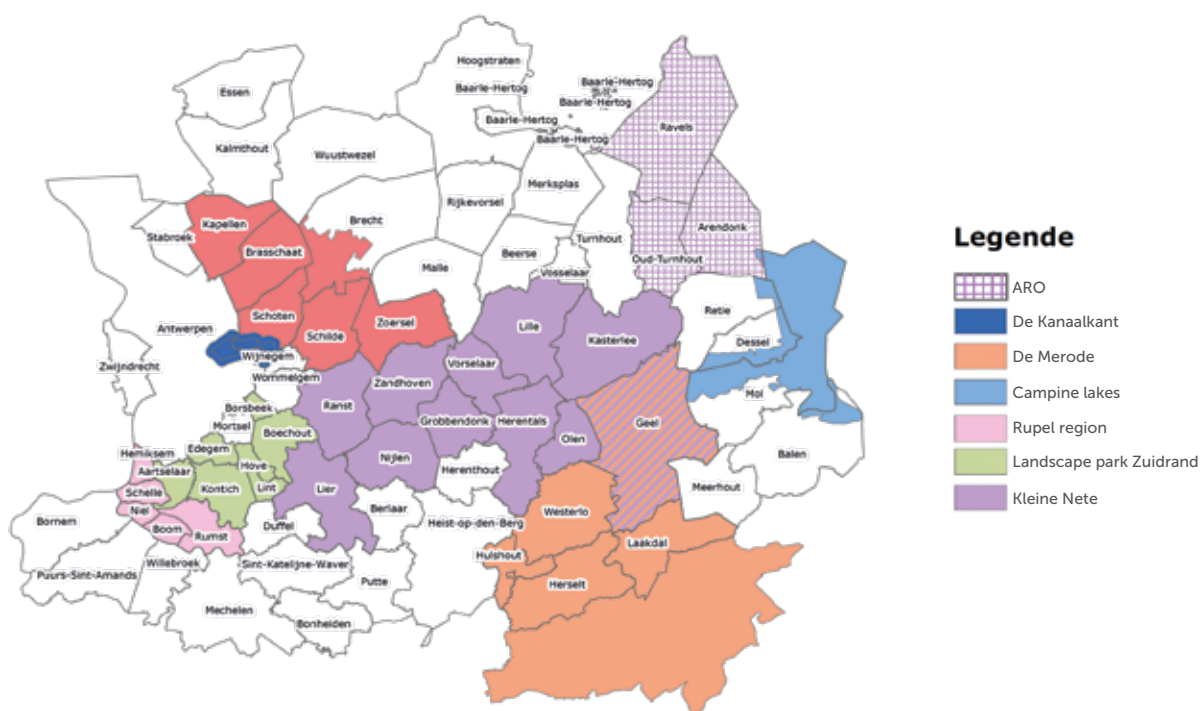 Hoogstraten
Baarle-Hertog
Baarle-Hertog
Baarle-Hertog
Baarle-Hertog
Baarle-Hertog
Essen
Ravels
Kalmthout
Wuustwezel
Merksplas
Rijkevorsel
Kapellen
Brecht
Stabroek
Arendonk
Turnhout
Brasschaat
Beerse
Oud-Turnhout
Malle
Vosselaar
Legende
ARO
De Kanaalkant
De Merode
Campine lakes
Rupel region
Landscape park Zuidrand
Kleine Nete
Retie
Schoten
Zoersel
Antwerpen
Schilde
Lille
Kasterlee
Dessel
Wijnegem
Zwijndrecht
Vorselaar
Wommelgem
Zandhoven
Mol
Ranst
Borsbeek
Mortsel
Grobbendonk
Herentals
Geel
Boechout
Olen
Edegem
Hemiksem
Balen
Nijlen
Hove
Aartselaar
Herenthout
Kontich
Lint
Lier
Meerhout
Schelle
Niel
Berlaar
Westerlo
Bornem
Boom
Rumst
Duffel
Heist-op-den-Berg
Laakdal
Hulshout
Willebroek
Sint-Katelijne-Waver
Puurs-Sint-Amands
Putte
Herselt
Mechelen
Bonheiden